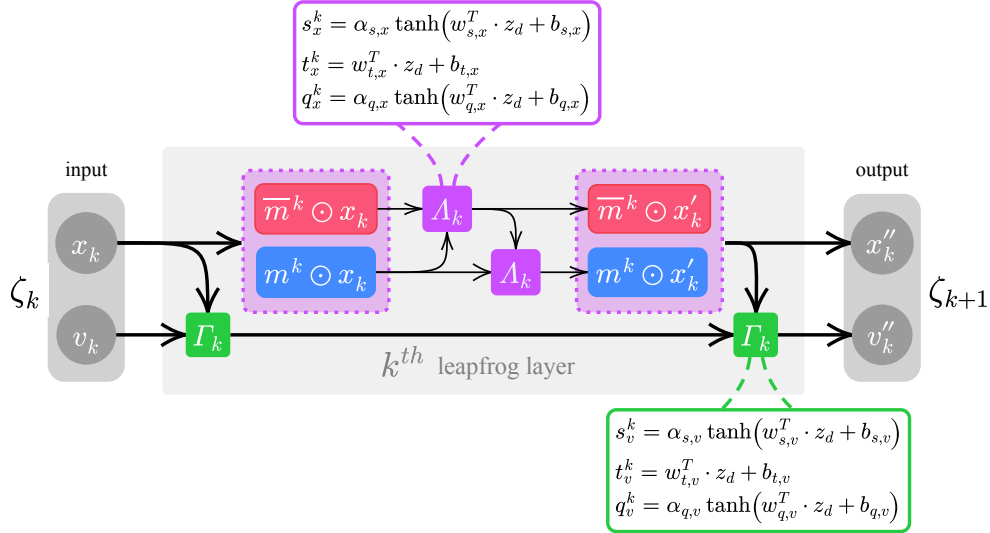 s_x^k = α_{s,x} tanh(w_{s,x}^T · z_d + b_{s,x})
t_x^k = w_{t,x}^T · z_d + b_{t,x}
q_x^k = α_{q,x} tanh(w_{q,x}^T · z_d + b_{q,x})
input
output
m̅^k ⊙ x_k
Λ_k
m̅^k ⊙ x′_k
x_k
x″_k
m^k ⊙ x_k
Λ_k
m^k ⊙ x′_k
ζ_k
ζ_{k+1}
v_k
Γ_k
Γ_k
v″_k
k^{th} leapfrog layer
s_v^k = α_{s,v} tanh(w_{s,v}^T · z_d + b_{s,v})
t_v^k = w_{t,v}^T · z_d + b_{t,v}
q_v^k = α_{q,v} tanh(w_{q,v}^T · z_d + b_{q,v})